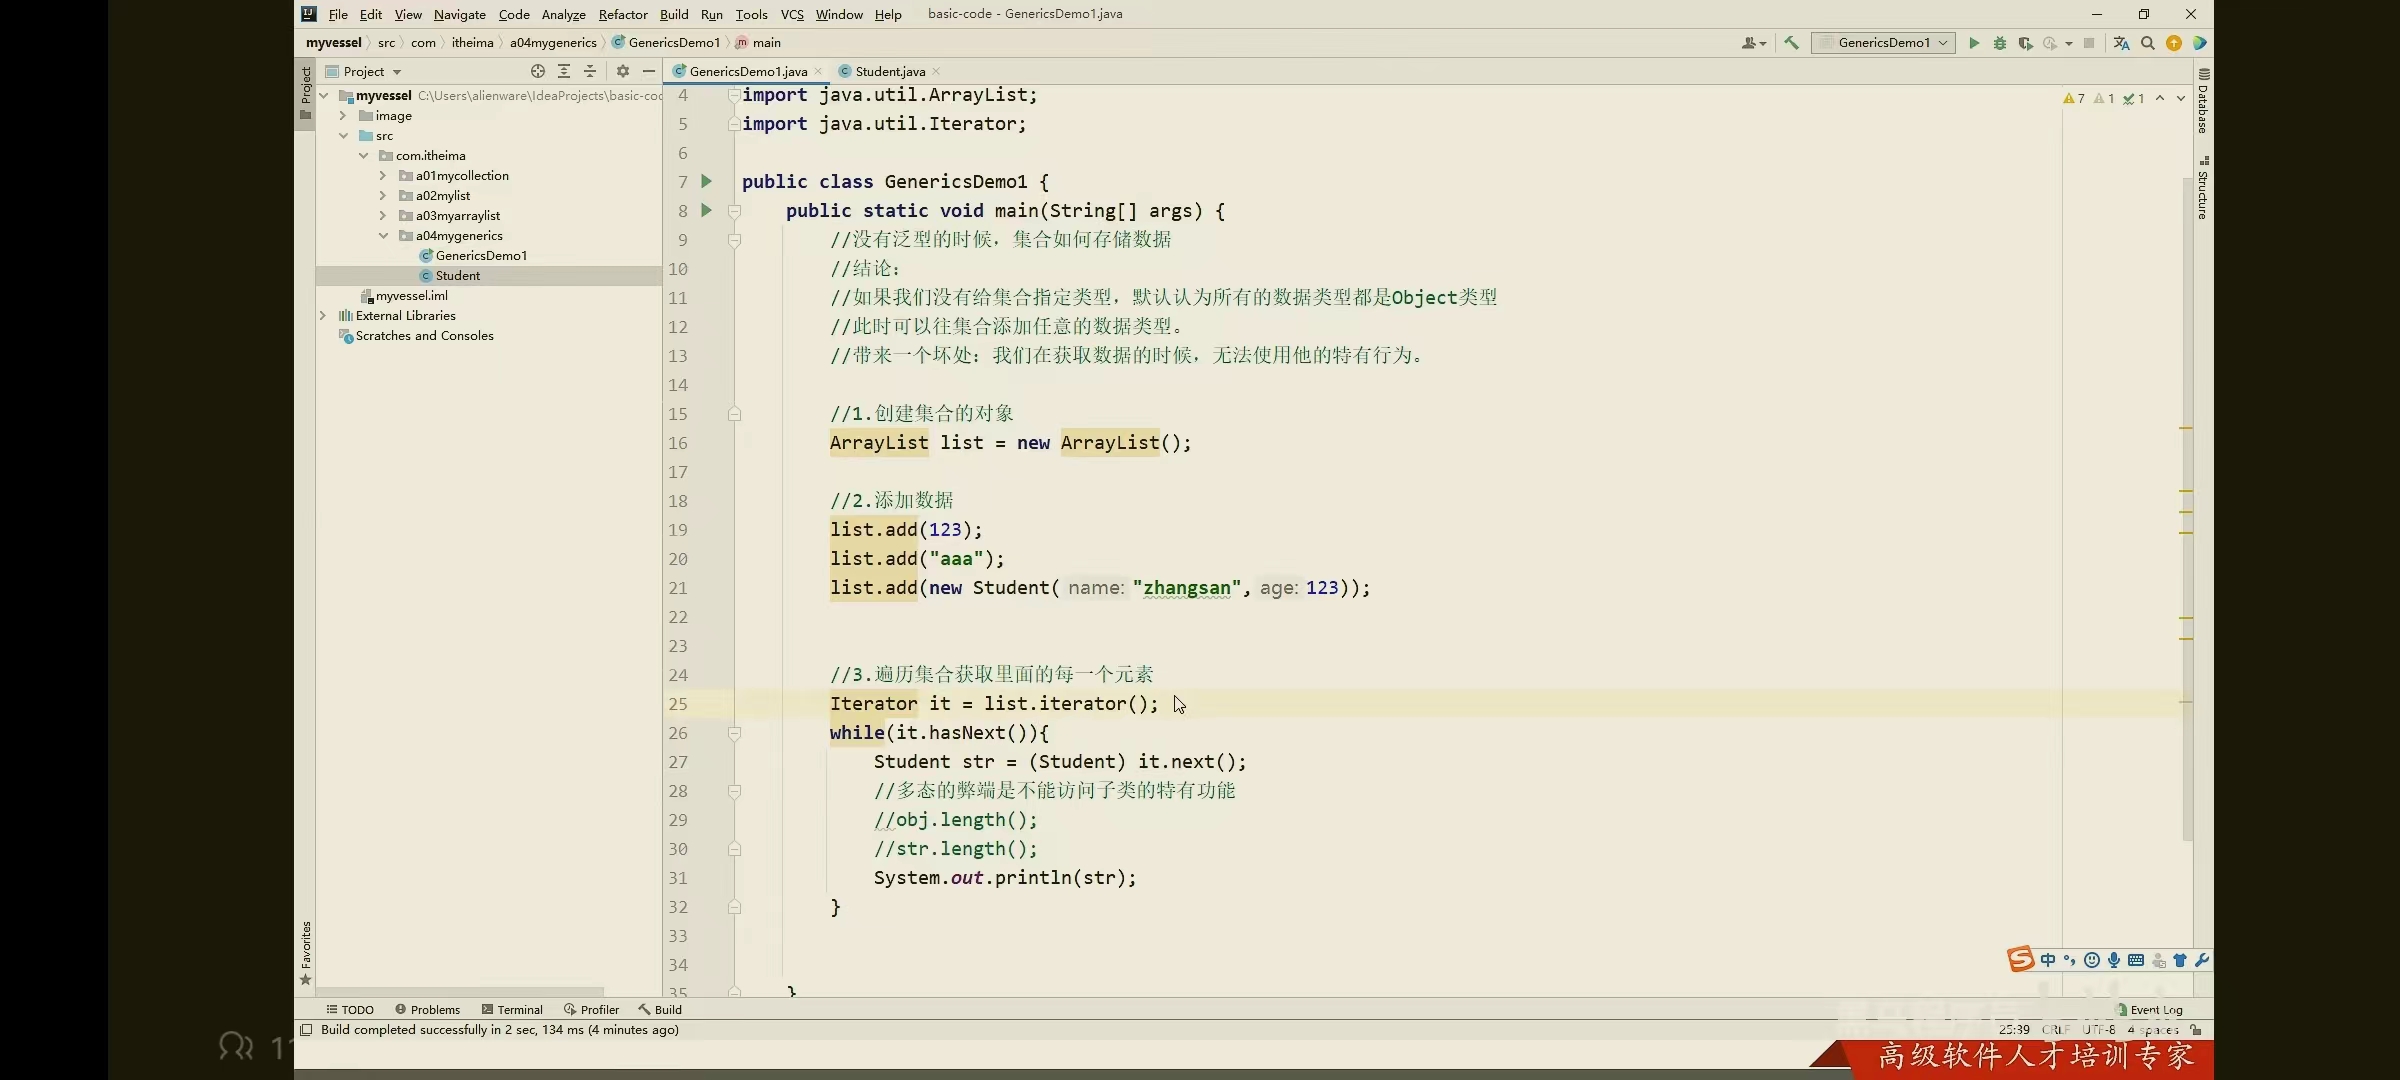 File Edit View Navigate Code Analyze Refactor Build Run Tools VCS Window Help basic-code - GenericsDemo1.java
myvessel src com itheima a04mygenerics GenericsDemo1 main GenericsDemo1
Project GenericsDemo1.java Student.java
Project
myvessel C:\Users\alienware\IdeaProjects\basic-coc
image
src
com.itheima
a01mycollection
a02mylist
a03myarraylist
a04mygenerics
GenericsDemo1
Student
myvessel.iml
External Libraries
Scratches and Consoles
Favorites
4 import java.util.ArrayList;
5 import java.util.Iterator;
6
7 public class GenericsDemo1 {
8 public static void main(String[] args) {
9 //没有泛型的时候，集合如何存储数据
10 //结论：
11 //如果我们没有给集合指定类型，默认认为所有的数据类型都是Object类型
12 //此时可以往集合添加任意的数据类型。
13 //带来一个坏处：我们在获取数据的时候，无法使用他的特有行为。
14
15 //1.创建集合的对象
16 ArrayList list = new ArrayList();
17
18 //2.添加数据
19 list.add(123);
20 list.add("aaa");
21 list.add(new Student( name: "zhangsan", age: 123));
22
23
24 //3.遍历集合获取里面的每一个元素
25 Iterator it = list.iterator();
26 while(it.hasNext()){
27 Student str = (Student) it.next();
28 //多态的弊端是不能访问子类的特有功能
29 //obj.length();
30 //str.length();
31 System.out.println(str);
32 }
33
34
35 }
7 1 1
Database
Structure
中
TODO Problems Terminal Profiler Build Event Log
Build completed successfully in 2 sec, 134 ms (4 minutes ago) 25:39 CRLF UTF-8 4 spaces
高级软件人才培训专家